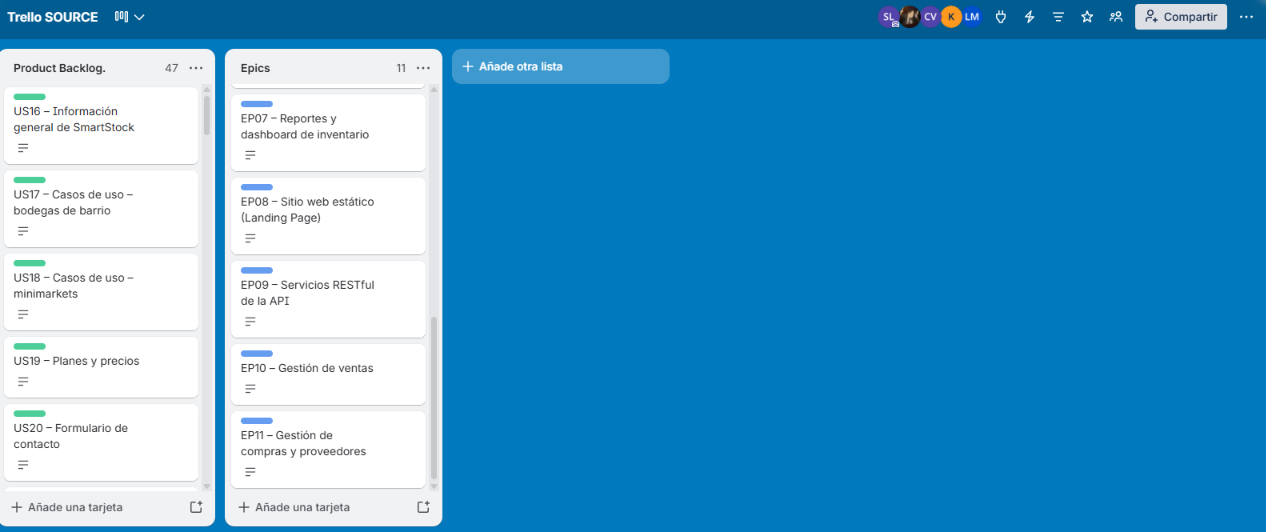 Trello SOURCE
SL
CV
K
LM
Compartir
Product Backlog.
47
US16 – Información
general de SmartStock
US17 – Casos de uso –
bodegas de barrio
US18 – Casos de uso –
minimarkets
US19 – Planes y precios
US20 – Formulario de
contacto
Añade una tarjeta
Epics
11
EP07 – Reportes y
dashboard de inventario
EP08 – Sitio web estático
(Landing Page)
EP09 – Servicios RESTful
de la API
EP10 – Gestión de ventas
EP11 – Gestión de
compras y proveedores
Añade una tarjeta
Añade otra lista